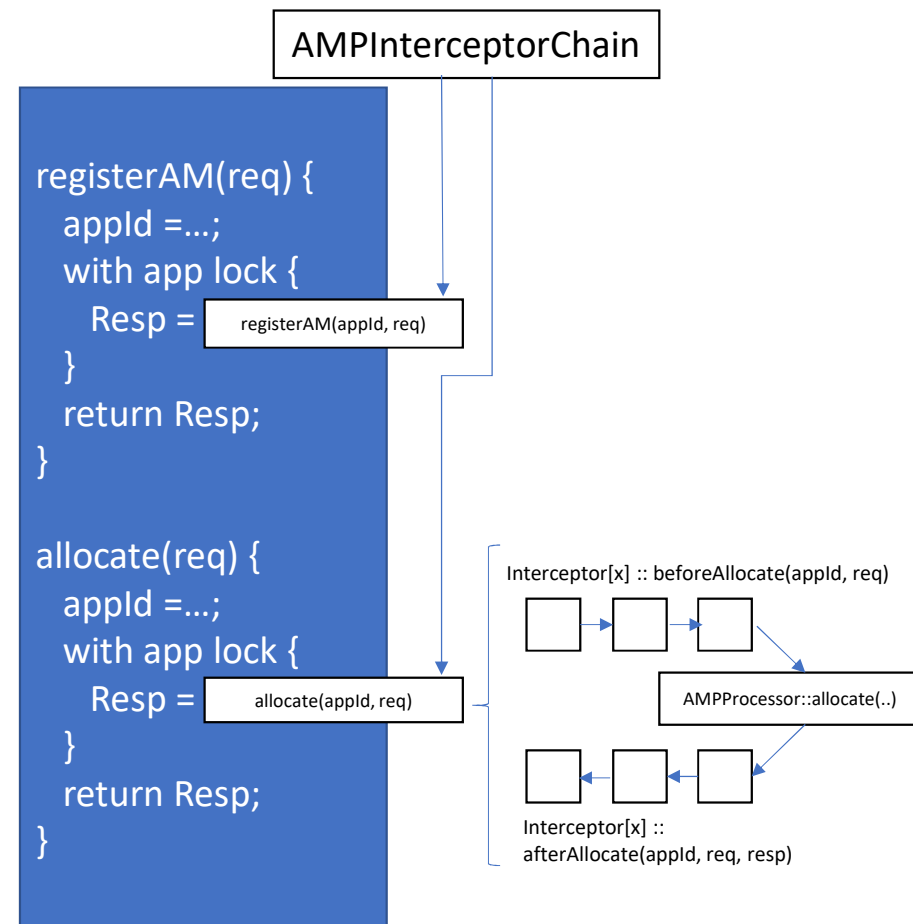 AMPInterceptorChain
registerAM(req) {
appId =…;
with app lock {
Resp = registerAM(appId, req)
}
return Resp;
}
allocate(req) {
appId =…;
with app lock {
Resp = allocate(appId, req)
}
return Resp;
}
Interceptor[x] :: beforeAllocate(appId, req)
AMPProcessor::allocate(..)
Interceptor[x] ::
afterAllocate(appId, req, resp)